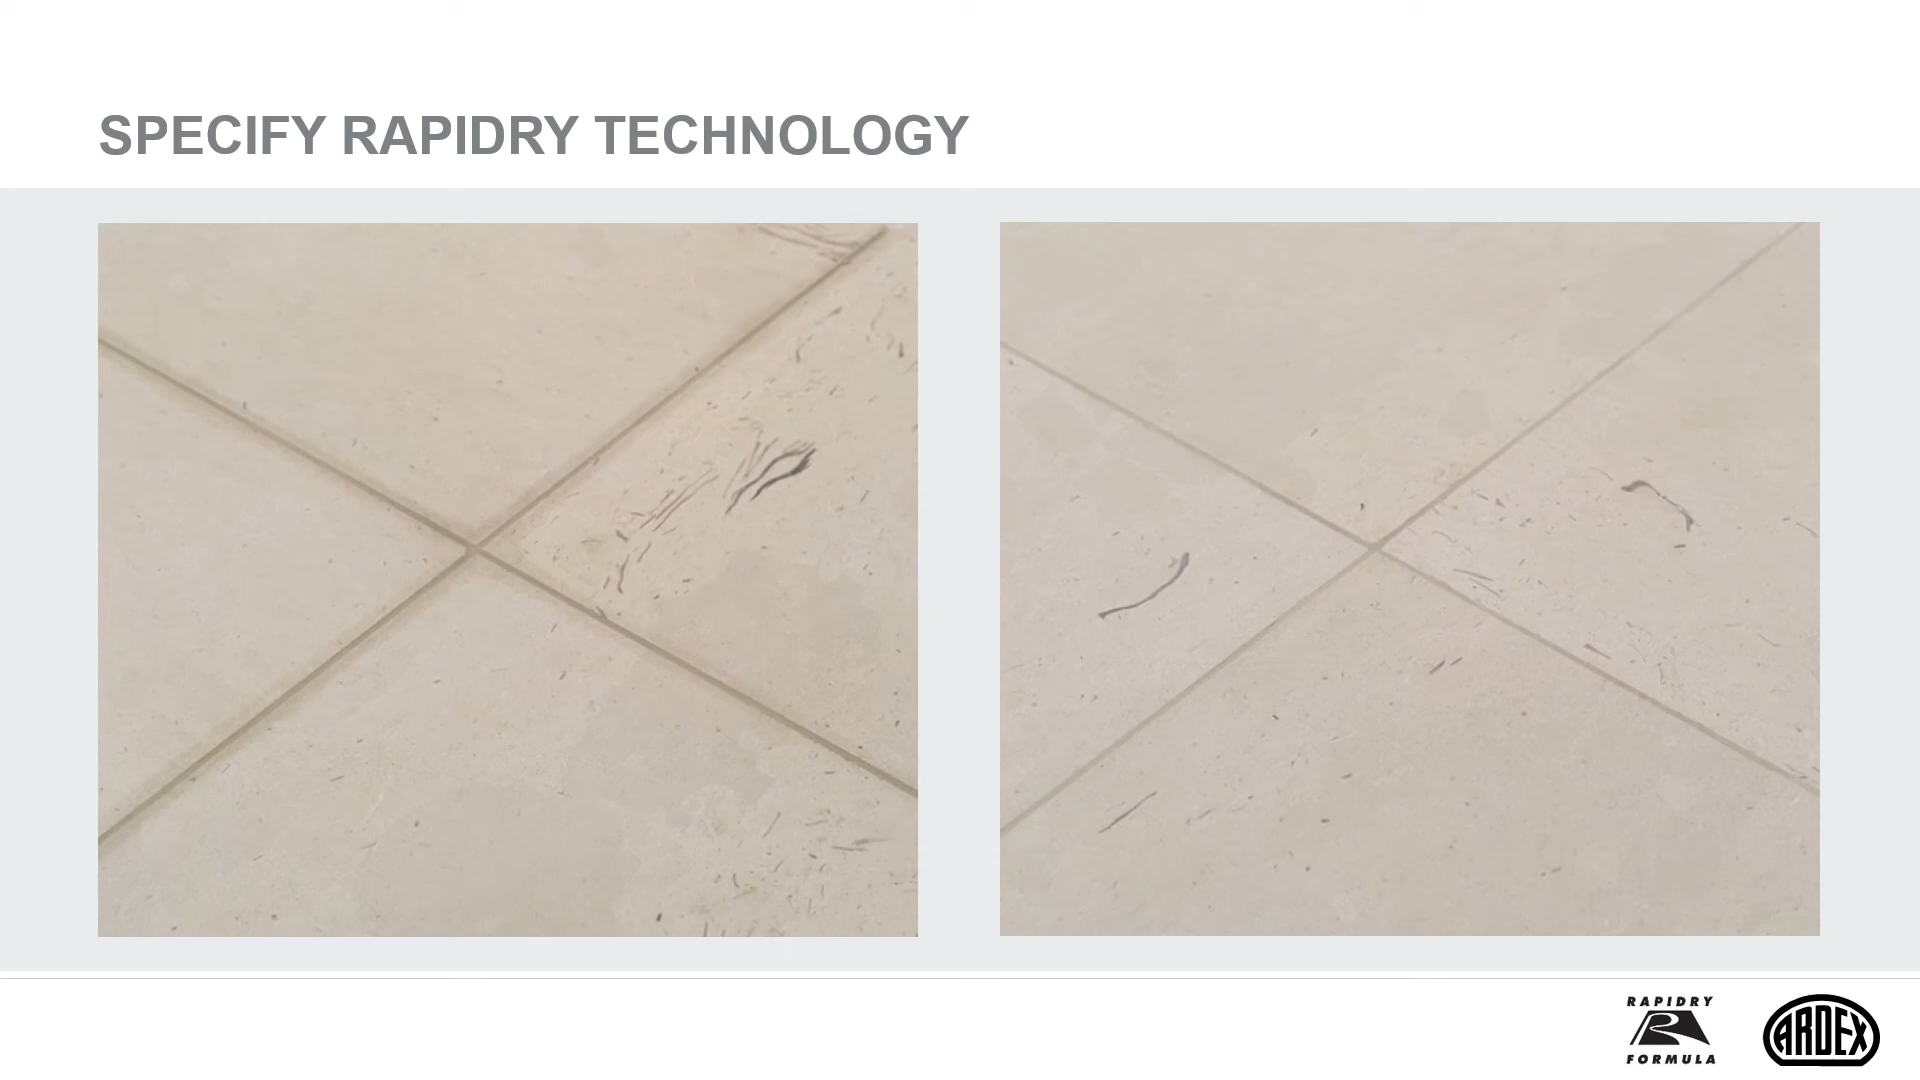 SPECIFY RAPIDRY TECHNOLOGY
RAPIDRY
R
FORMULA
ARDEX